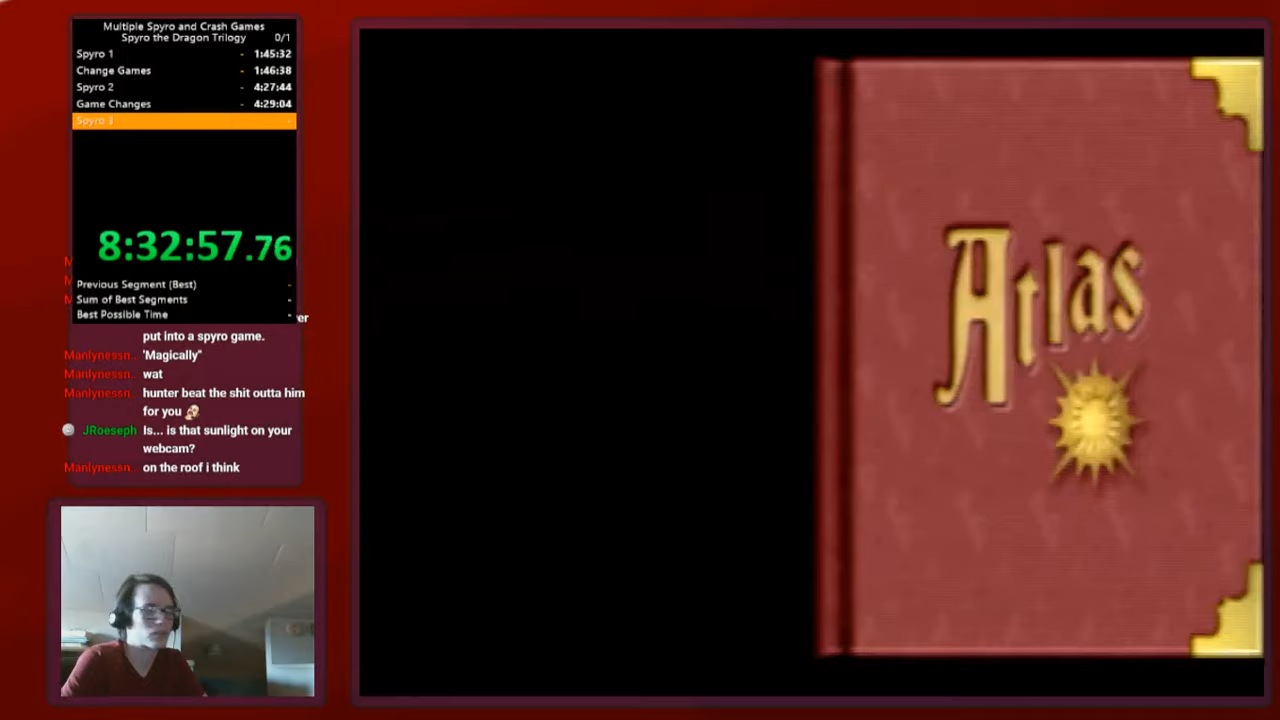 Multiple Spyro and Crash Games
Spyro the Dragon Trilogy 0/1
Spyro 1 - 1:45:32
Change Games - 1:46:38
Spyro 2 - 4:27:44
Game Changes - 4:29:04
Spyro 3 -
8:32:57.76
Previous Segment (Best) -
Sum of Best Segments -
Best Possible Time -
put into a spyro game.
Manlynessn.. 'Magically"
Manlynessn.. wat
Manlynessn.. hunter beat the shit outta him
for you
JRoeseph Is... is that sunlight on your
webcam?
Manlynessn.. on the roof i think
Atlas